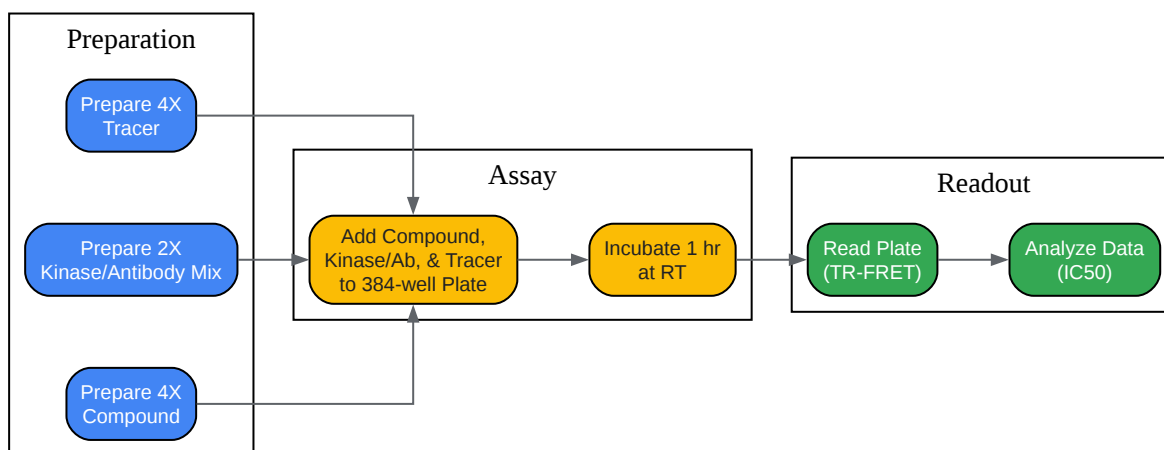 Preparation
Prepare 4X
Tracer
Prepare 2X
Kinase/Antibody Mix
Prepare 4X
Compound
Assay
Add Compound,
Kinase/Ab, & Tracer
to 384-well Plate
Incubate 1 hr
at RT
Readout
Read Plate
(TR-FRET)
Analyze Data
(IC50)